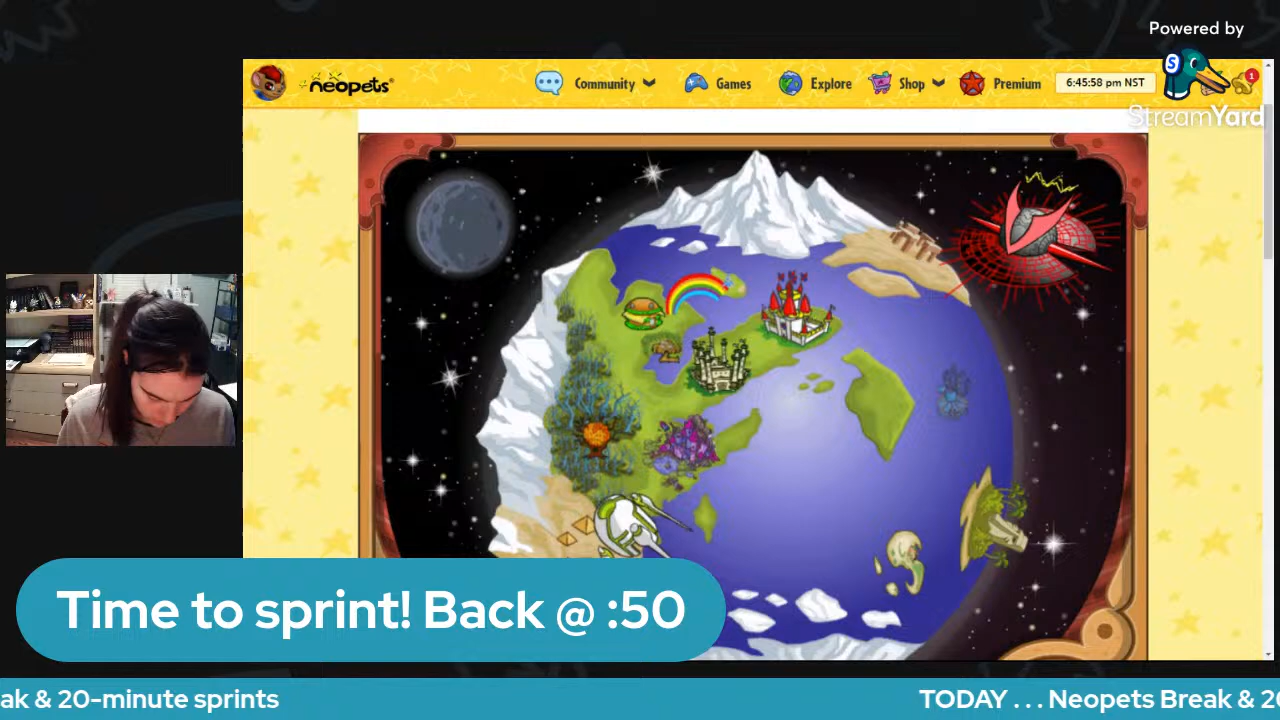 Powered by
StreamYard
neopets
Community
Games
Explore
Shop
Premium
6:45:58 pm NST
1
S
Time to sprint! Back @ :50
ak & 20-minute sprints
TODAY . . . Neopets Break & 20